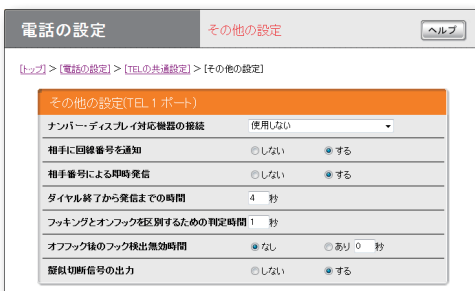 電話の設定 その他の設定 ヘルプ
[トップ] > [電話の設定] > [TELの共通設定] > [その他の設定]
その他の設定(TEL 1 ポート)
ナンバー・ディスプレイ対応機器の接続 使用しない
相手に回線番号を通知 しない する
相手番号による即時発信 しない する
ダイヤル終了から発信までの時間 4 秒
フッキングとオンフックを区別するための判定時間 1 秒
オフフック後のフック検出無効時間 なし あり 0 秒
擬似切断信号の出力 しない する